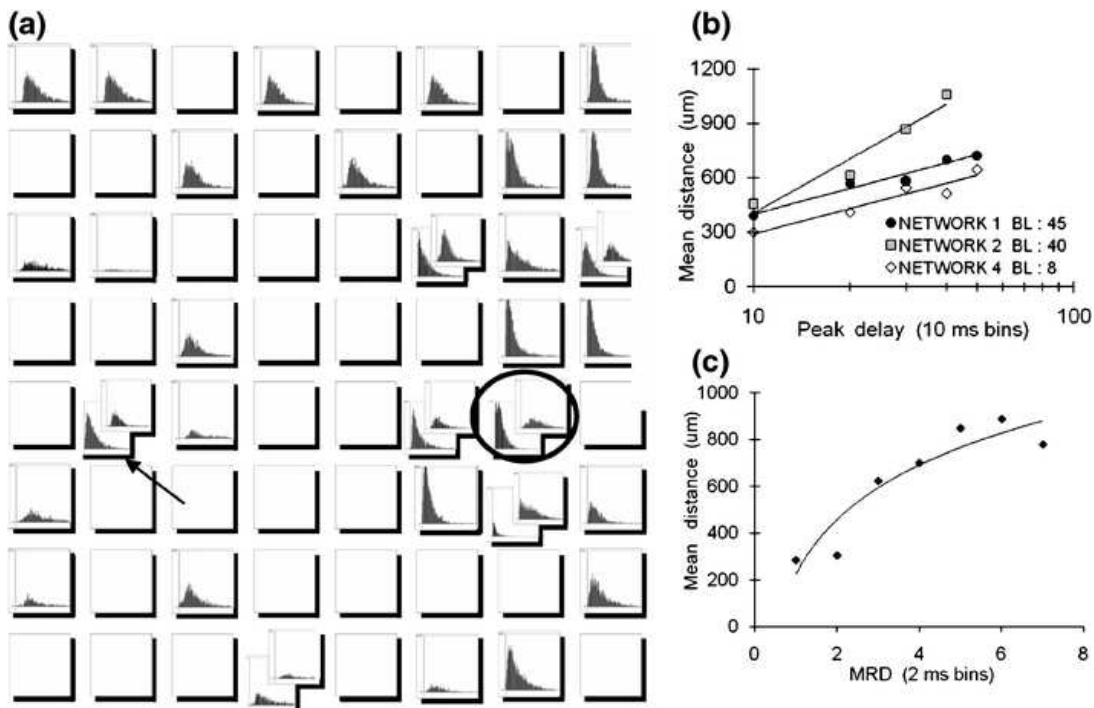 (a)
(b)
1200
900
600
300
0
Mean distance (um)
NETWORK 1 BL : 45
NETWORK 2 BL : 40
NETWORK 4 BL : 8
10
100
Peak delay (10 ms bins)
(c)
1000
800
600
400
200
0
Mean distance (um)
0 2 4 6 8
MRD (2 ms bins)